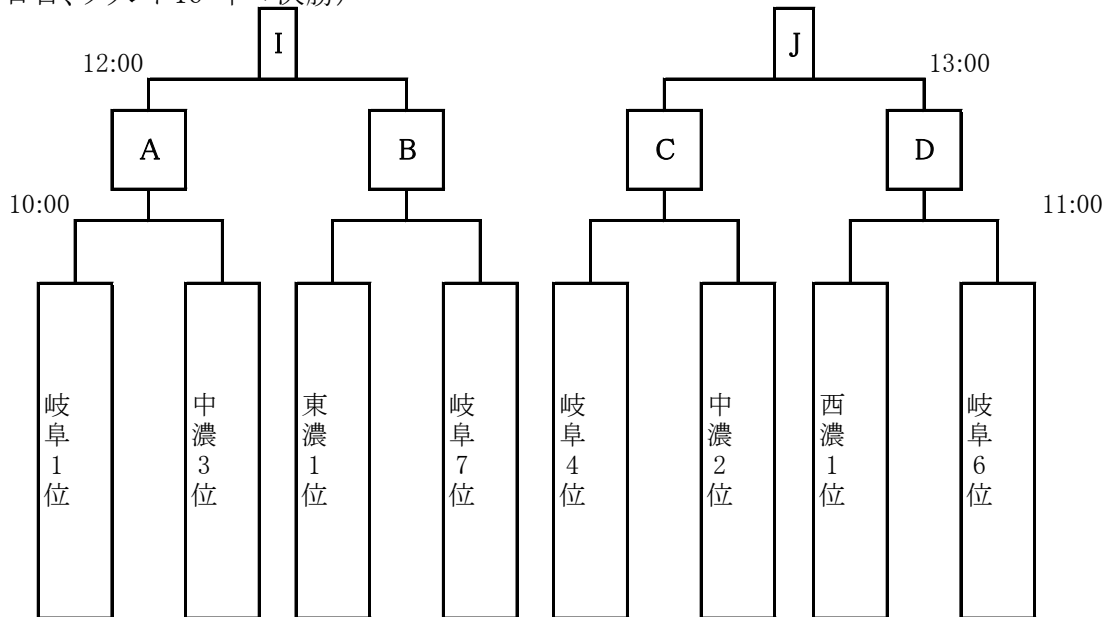 I
J
12:00
13:00
A
B
C
D
10:00
11:00
岐阜1位
中濃3位
東濃1位
岐阜7位
岐阜4位
中濃2位
西濃1位
岐阜6位